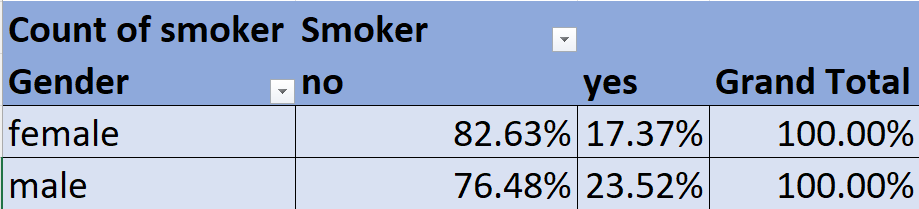 Count of smoker Smoker
Gender no yes Grand Total
female 82.63% 17.37% 100.00%
male 76.48% 23.52% 100.00%